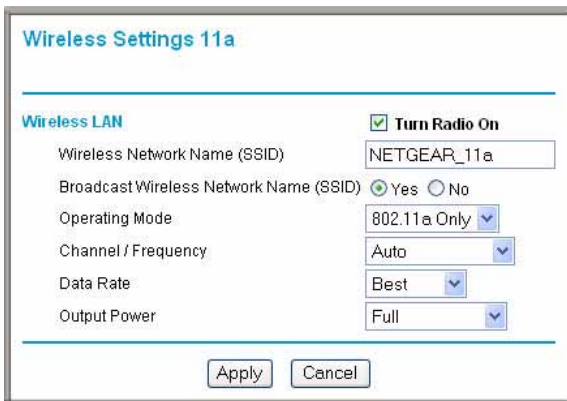 Wireless Settings 11a
Wireless LAN
Turn Radio On
Wireless Network Name (SSID) NETGEAR_11a
Broadcast Wireless Network Name (SSID) Yes No
Operating Mode 802.11a Only
Channel / Frequency Auto
Data Rate Best
Output Power Full
Apply Cancel